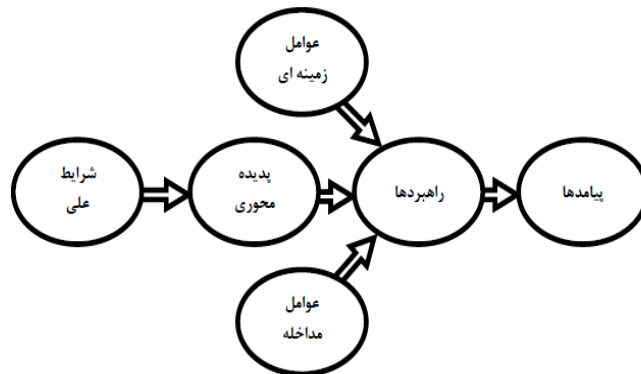 عوامل
زمینه ای
شرایط
علی
پدیده
محوری
راهبردها
پیامدها
عوامل
مداخله